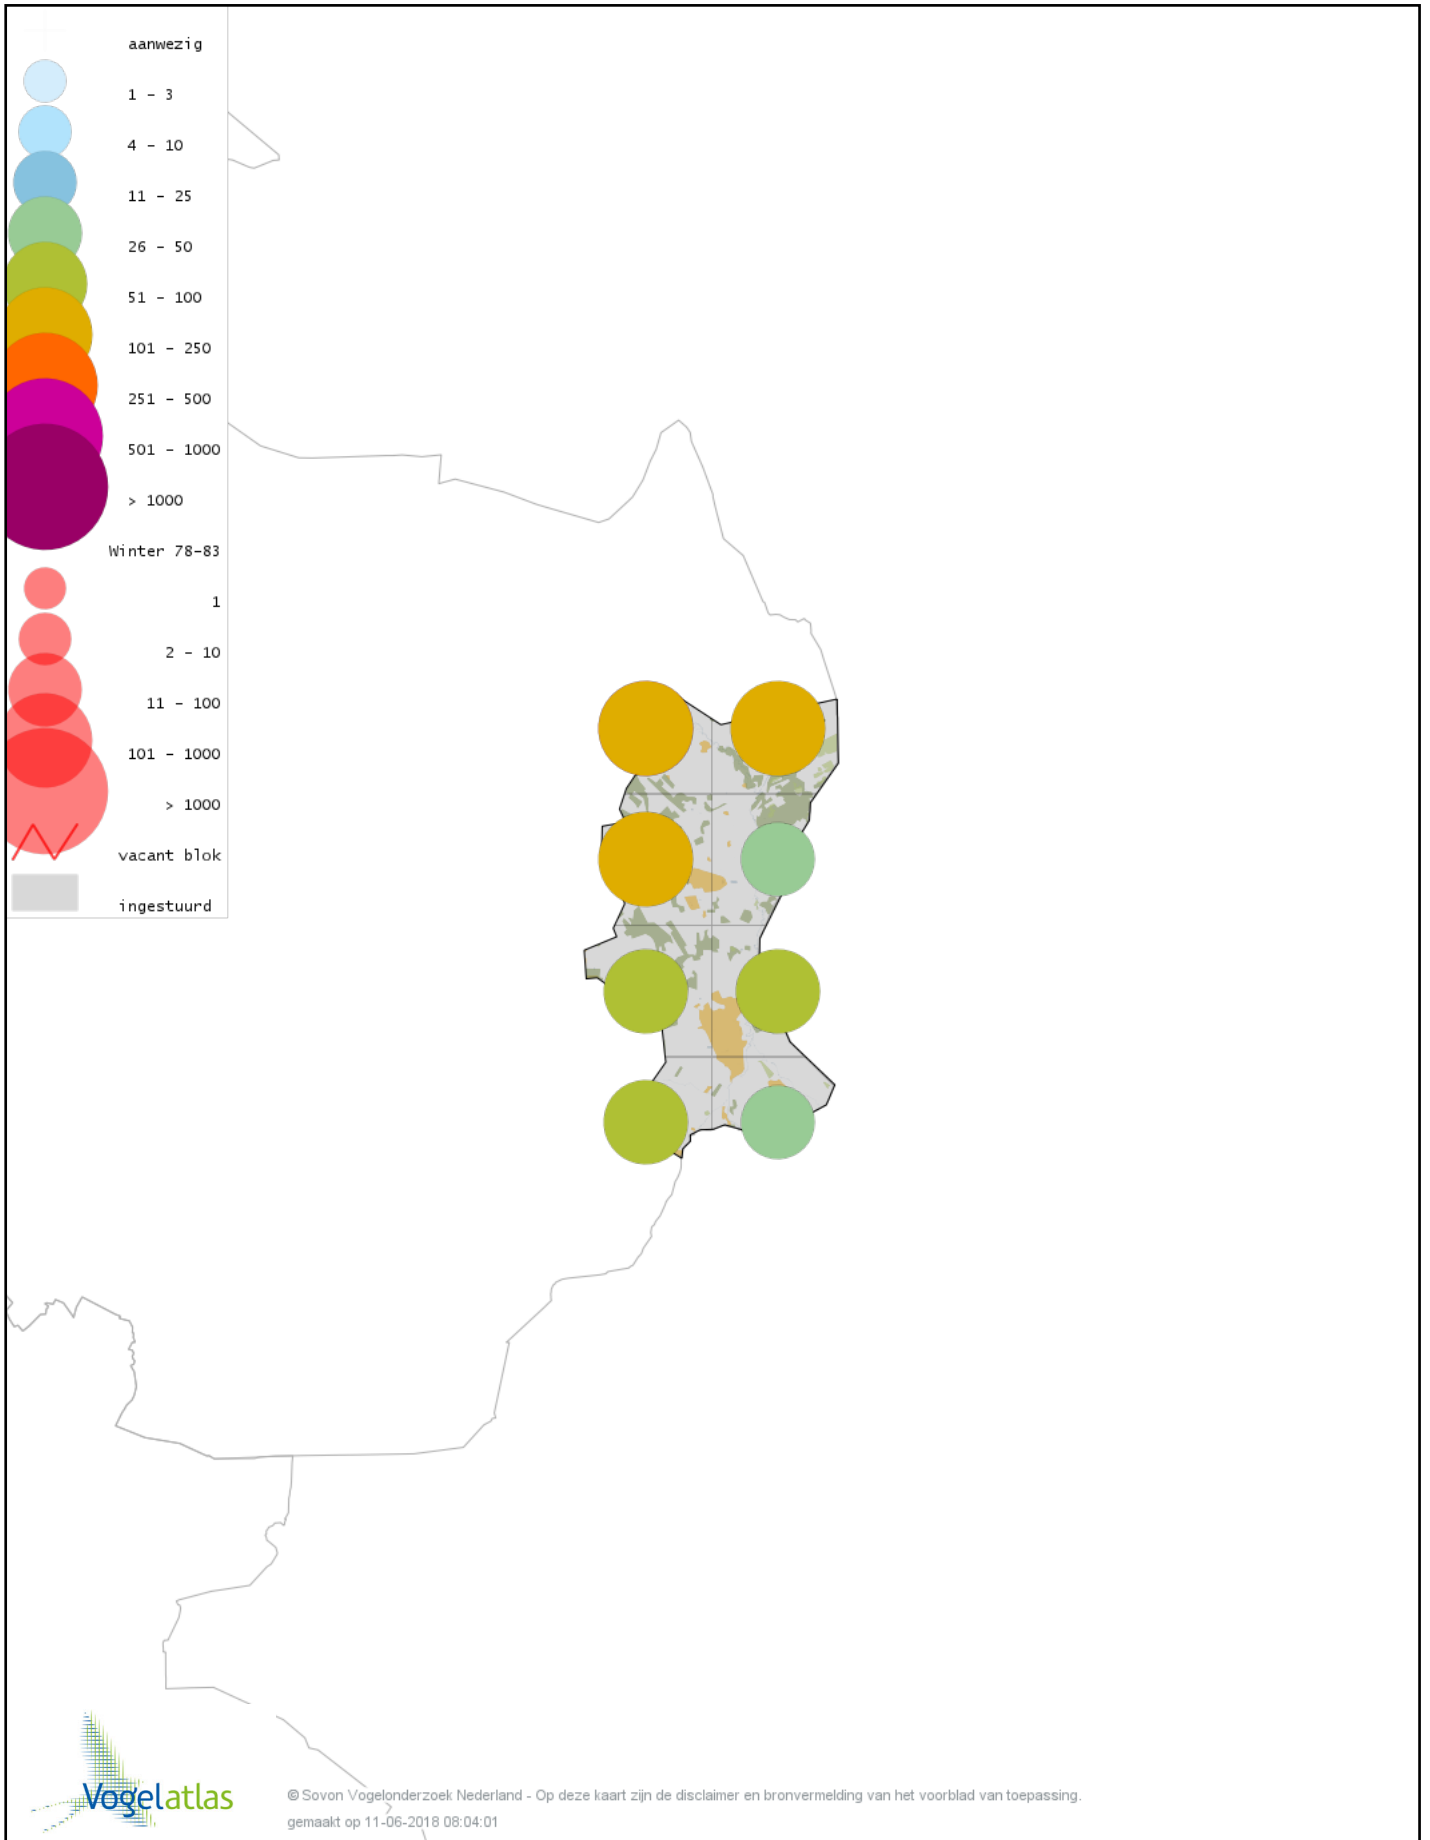 aanwezig
1 - 3
4 - 10
11 - 25
26 - 50
51 - 100
101 - 250
251 - 500
501 - 1000
> 1000
Winter 78-83
1
2 - 10
11 - 100
101 - 1000
> 1000
vacant blok
ingestuurd
Vogelatlas
© Sovon Vogelonderzoek Nederland - Op deze kaart zijn de disclaimer en bronvermelding van het voorblad van toepassing.
gemaakt op 11-06-2018 08:04:01